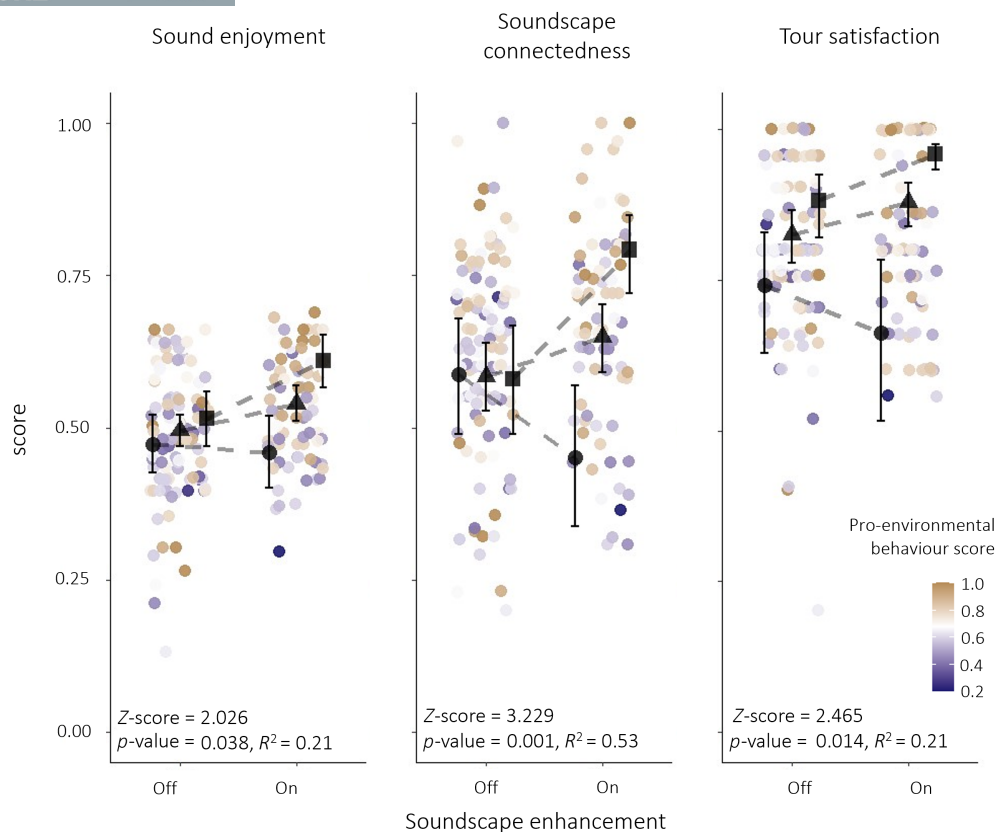 Sound enjoyment
Soundscape
connectedness
Tour satisfaction
score
1.00
0.75
0.50
0.25
0.00
Z-score = 2.026
p-value = 0.038, R² = 0.21
Z-score = 3.229
p-value = 0.001, R² = 0.53
Z-score = 2.465
p-value = 0.014, R² = 0.21
Pro-environmental
behaviour score
1.0
0.8
0.6
0.4
0.2
Off On
Off On
Off On
Soundscape enhancement